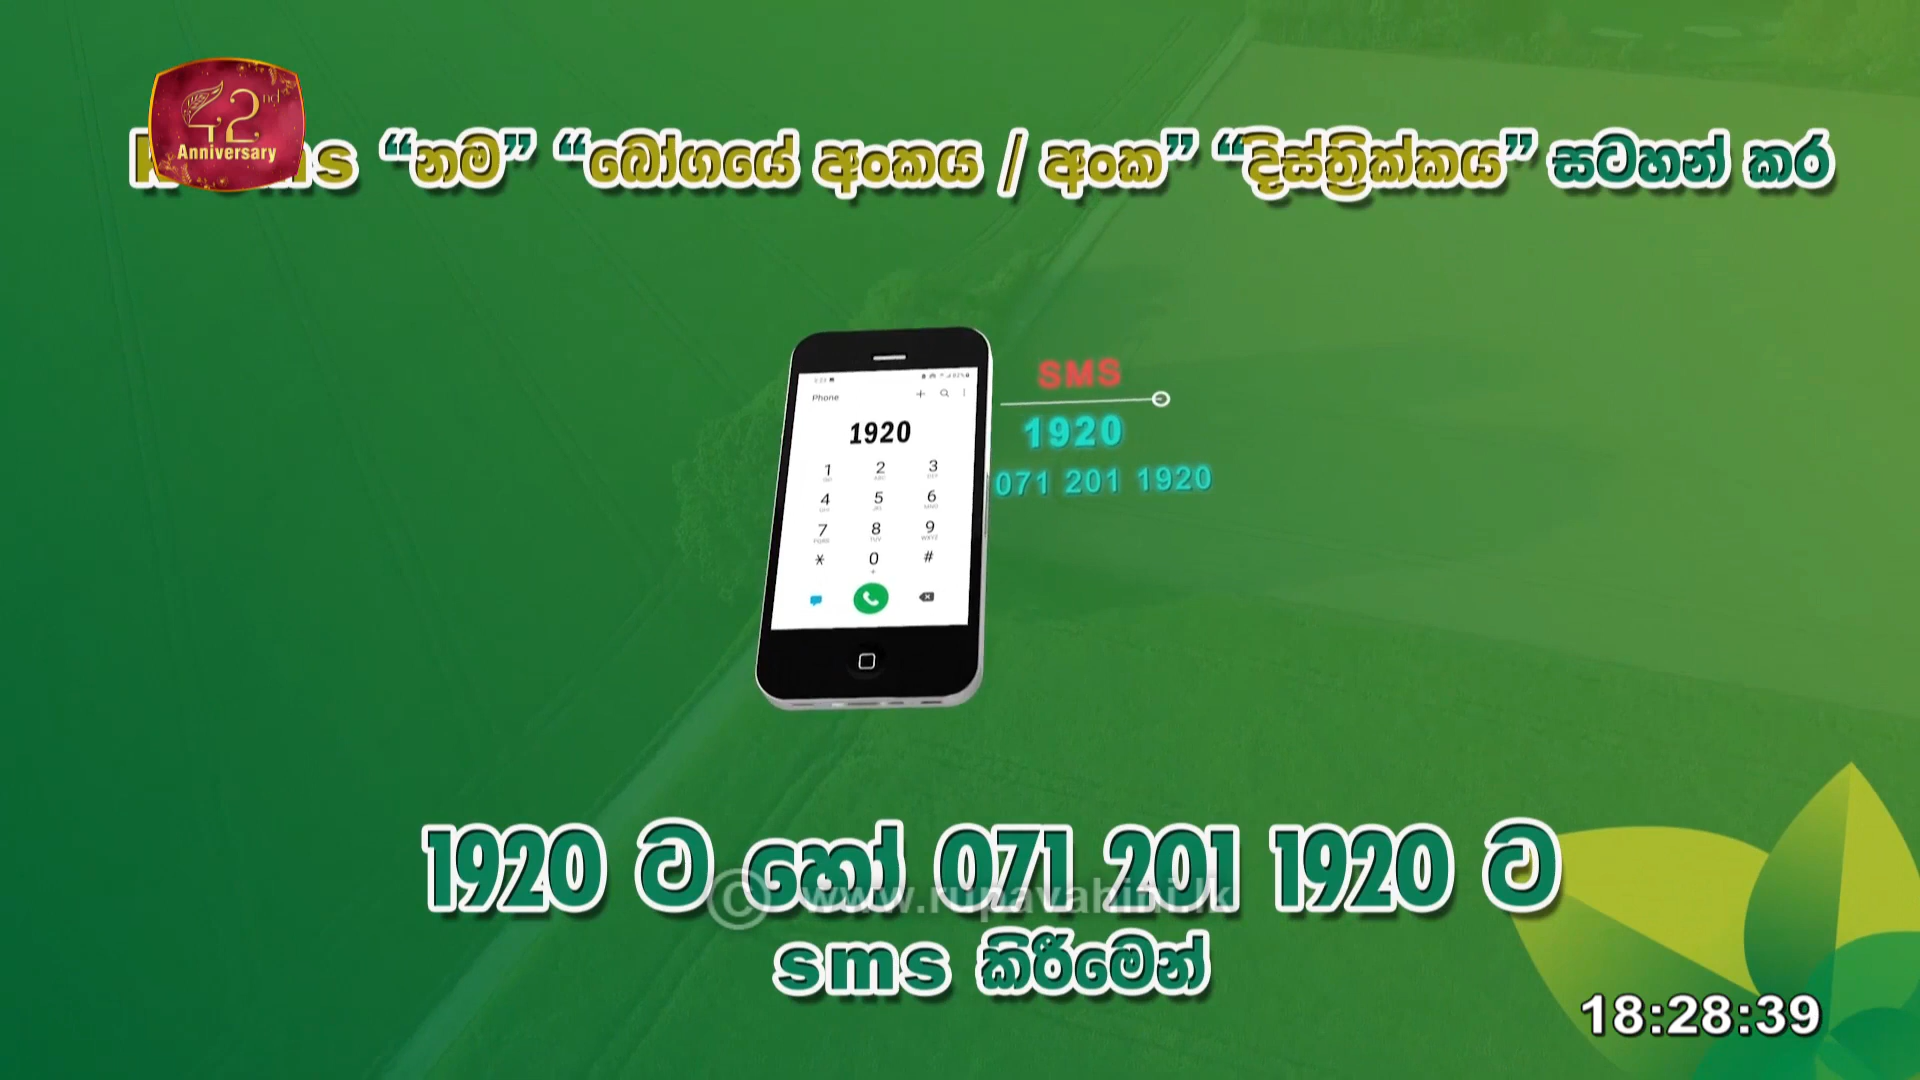 42nd
Anniversary
“නම” “බෝගයේ අංකය / අංක” “දිස්ත්‍රික්කය” සටහන් කර
Phone
1920
1 2 3
4 5 6
7 8 9
* 0 #
SMS
1920
071 201 1920
1920 ට හෝ 071 201 1920 ට
© www.rupavahini.lk
sms කිරීමෙන්
18:28:39